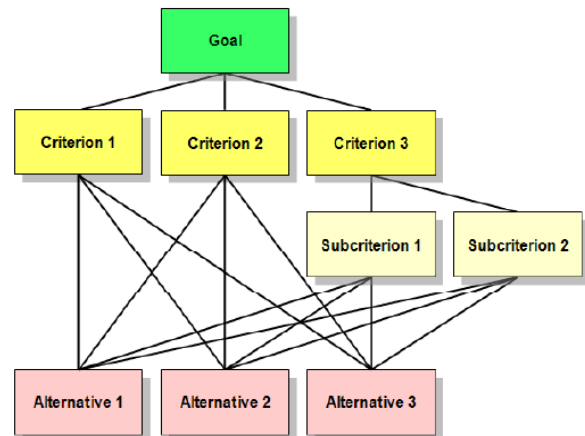 Goal
Criterion 1
Criterion 2
Criterion 3
Subcriterion 1
Subcriterion 2
Alternative 1
Alternative 2
Alternative 3